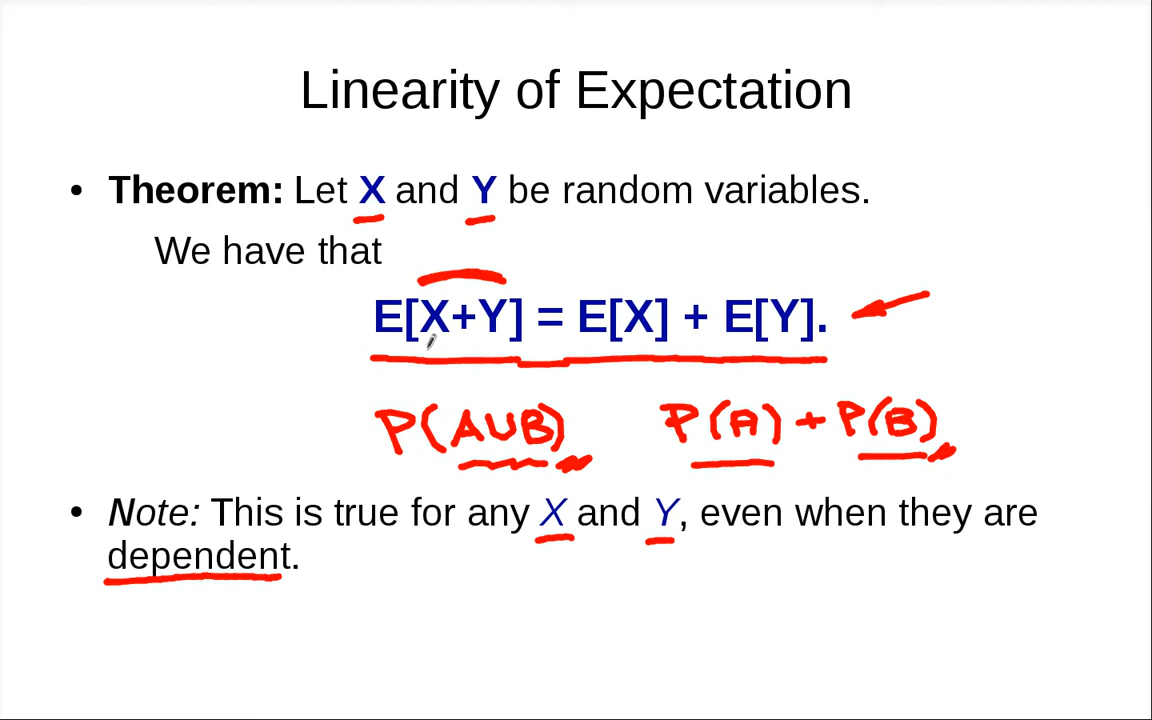 Linearity of Expectation
• Theorem: Let X and Y be random variables.
We have that
E[X+Y] = E[X] + E[Y].
P(A∪B) P(A) + P(B)
• Note: This is true for any X and Y, even when they are
dependent.